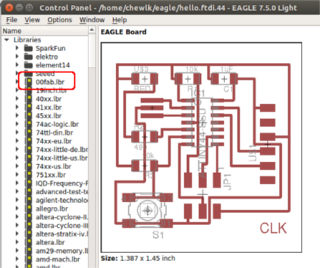 Control Panel - /home/chewlk/eagle/hello.ftdi.44 - EAGLE 7.5.0 Light
File View Options Window Help
Name
EAGLE Board
Libraries
SparkFun
elektro
element14
seeed
00fab.lbr
19inch.lbr
40xx.lbr
41xx.lbr
45xx.lbr
74ac-logic.lbr
74ttl-din.lbr
74xx-eu.lbr
74xx-little-de.lbr
74xx-little-us.lbr
74xx-us.lbr
751xx.lbr
IQD-Frequency-P
advanced-test-te
agilent-technolog
allegro.lbr
altera-cyclone-II.
altera-cyclone-III
altera-stratix-iv.l
altera.lbr
am29-memory.l
amd-mach.lbr
JP1
S1
CLK
Size: 1.387 x 1.45 inch